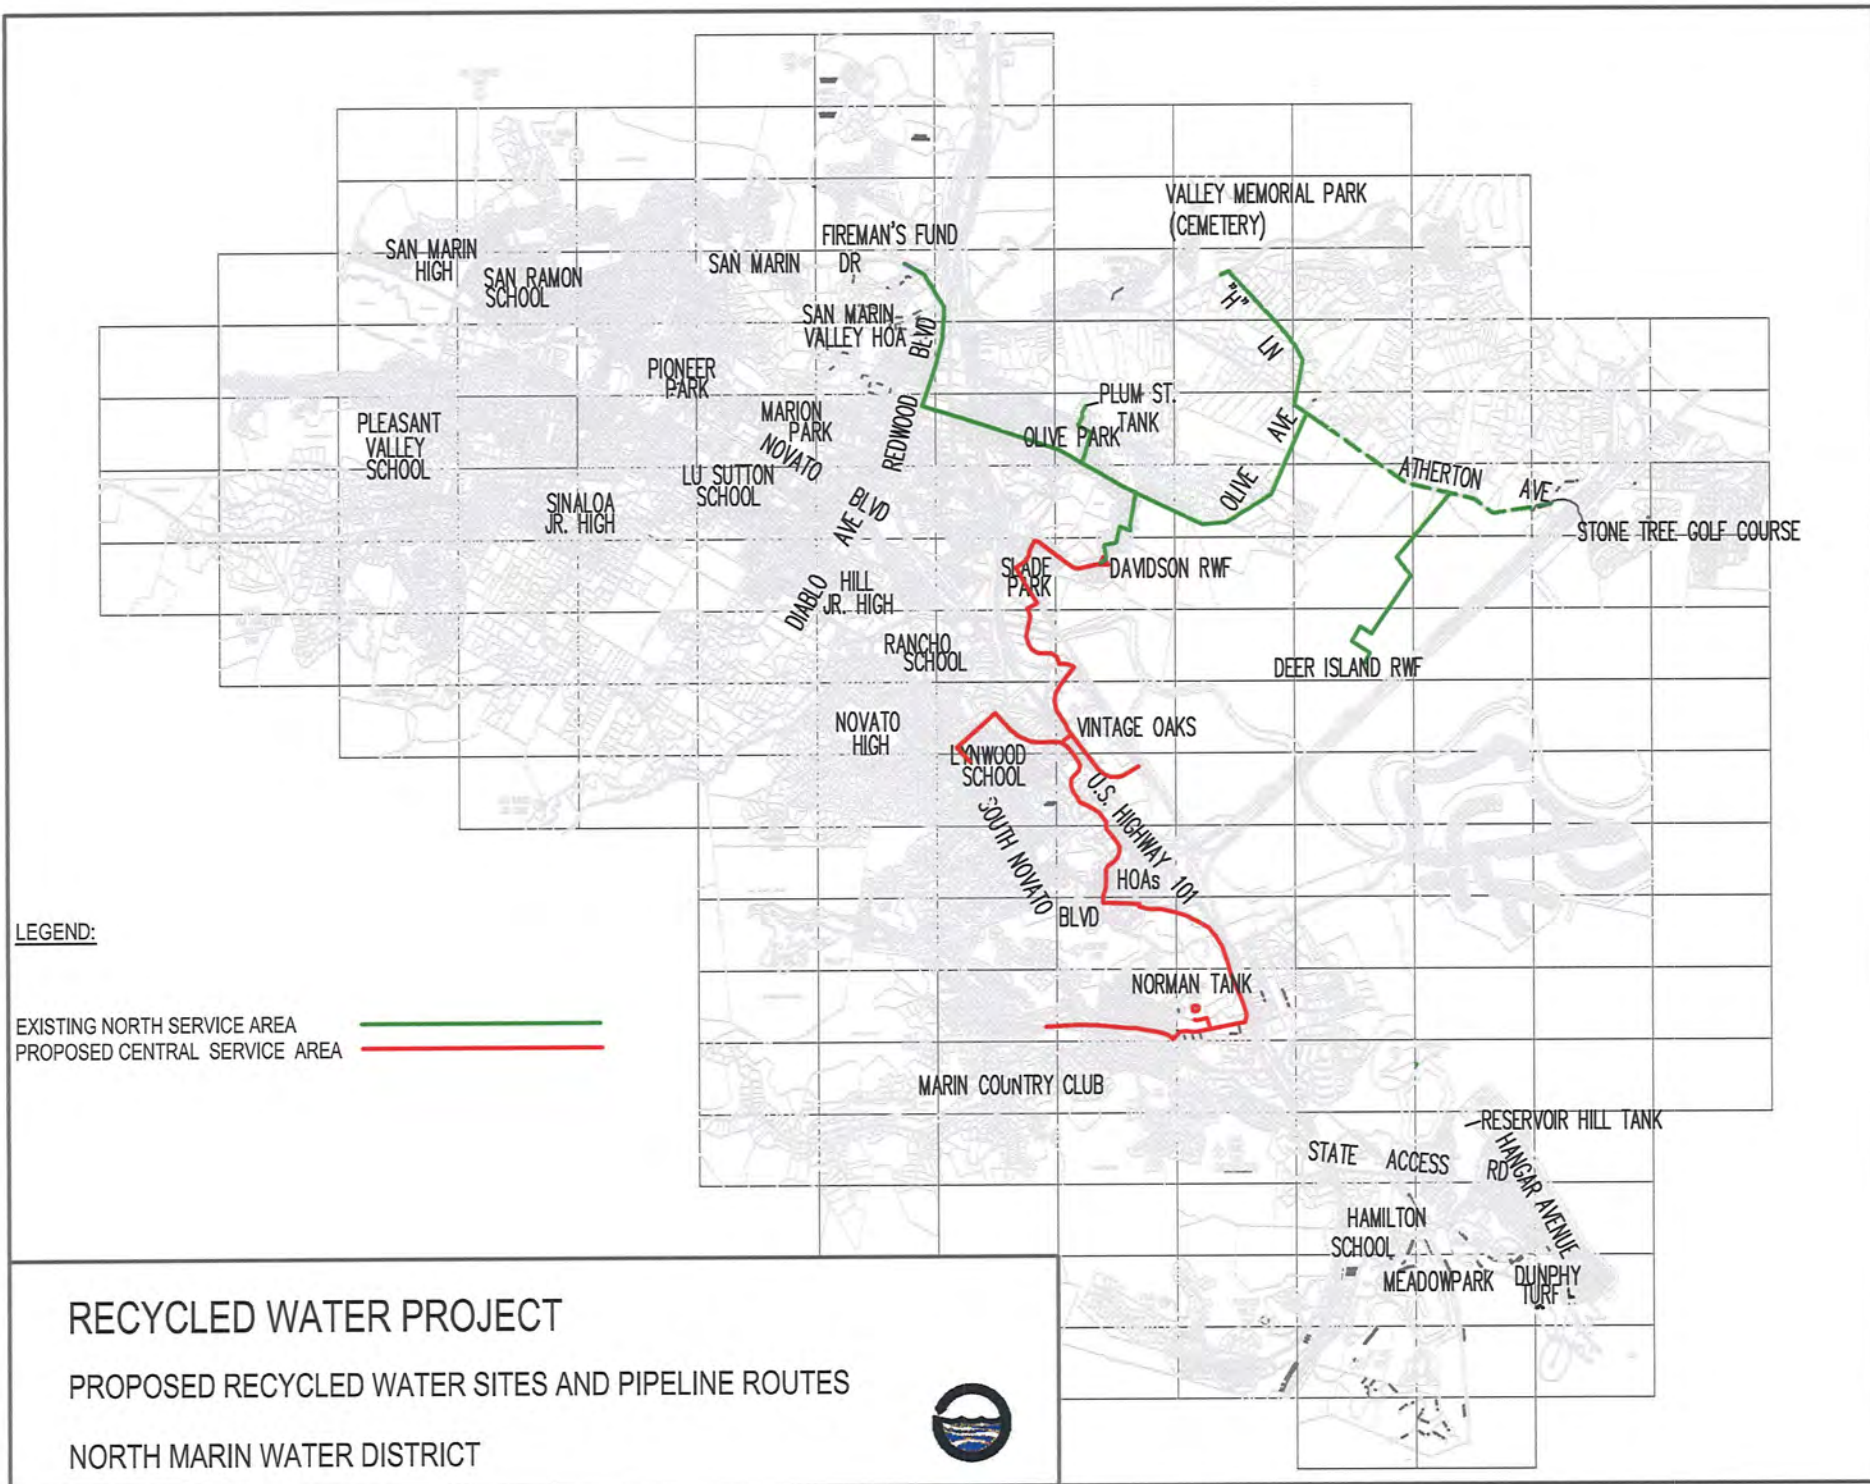 VALLEY MEMORIAL PARK
(CEMETERY)
FIREMAN'S FUND
SAN MARIN DR
SAN MARIN
HIGH
SAN RAMON
SCHOOL
"H"
LN
SAN MARIN
VALLEY HOA
BLVD
REDWOOD
PIONEER
PARK
PLUM ST.
TANK
MARION
PARK
PLEASANT
VALLEY
SCHOOL
OLIVE PARK
AVE
OLIVE
NOVATO
BLVD
LU SUTTON
SCHOOL
ATHERTON AVE
SINALOA
JR. HIGH
STONE TREE GOLF COURSE
AVE
DIABLO
SLADE
PARK
DAVIDSON RWF
HILL
JR. HIGH
RANCHO
SCHOOL
DEER ISLAND RWF
NOVATO
HIGH
VINTAGE OAKS
LYNWOOD
SCHOOL
U.S. HIGHWAY 101
SOUTH NOVATO
BLVD
HOAs
LEGEND:
NORMAN TANK
EXISTING NORTH SERVICE AREA
PROPOSED CENTRAL SERVICE AREA
MARIN COUNTRY CLUB
RESERVOIR HILL TANK
STATE ACCESS RD
HANGAR AVENUE
HAMILTON
SCHOOL
MEADOWPARK
DUNPHY
TURF
RECYCLED WATER PROJECT
PROPOSED RECYCLED WATER SITES AND PIPELINE ROUTES
NORTH MARIN WATER DISTRICT